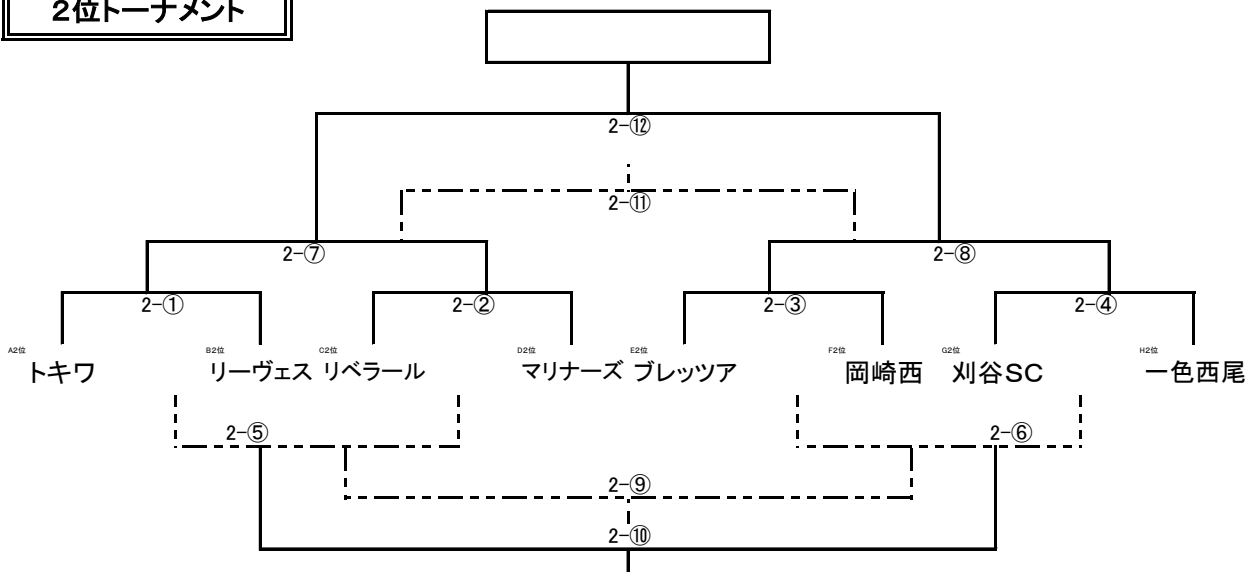 2位トーナメント
2-⑫
2-⑪
2-⑦
2-⑧
2-①
2-②
2-③
2-④
A2位
B2位
C2位
D2位
E2位
F2位
G2位
H2位
トキワ
リーヴェス
リベラール
マリナーズ
ブレッツア
岡崎西
刈谷SC
一色西尾
2-⑤
2-⑥
2-⑨
2-⑩